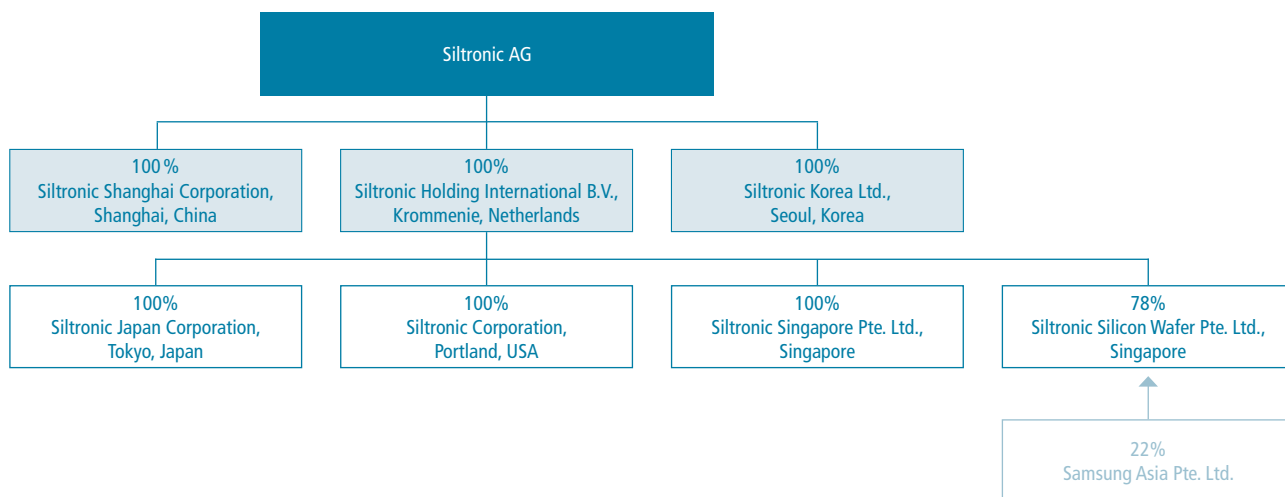 Siltronic AG
100 %
Siltronic Shanghai Corporation,
Shanghai, China
100%
Siltronic Holding International B.V.,
Krommenie, Netherlands
100%
Siltronic Korea Ltd.,
Seoul, Korea
100%
Siltronic Japan Corporation,
Tokyo, Japan
100%
Siltronic Corporation,
Portland, USA
100%
Siltronic Singapore Pte. Ltd.,
Singapore
78%
Siltronic Silicon Wafer Pte. Ltd.,
Singapore
22%
Samsung Asia Pte. Ltd.